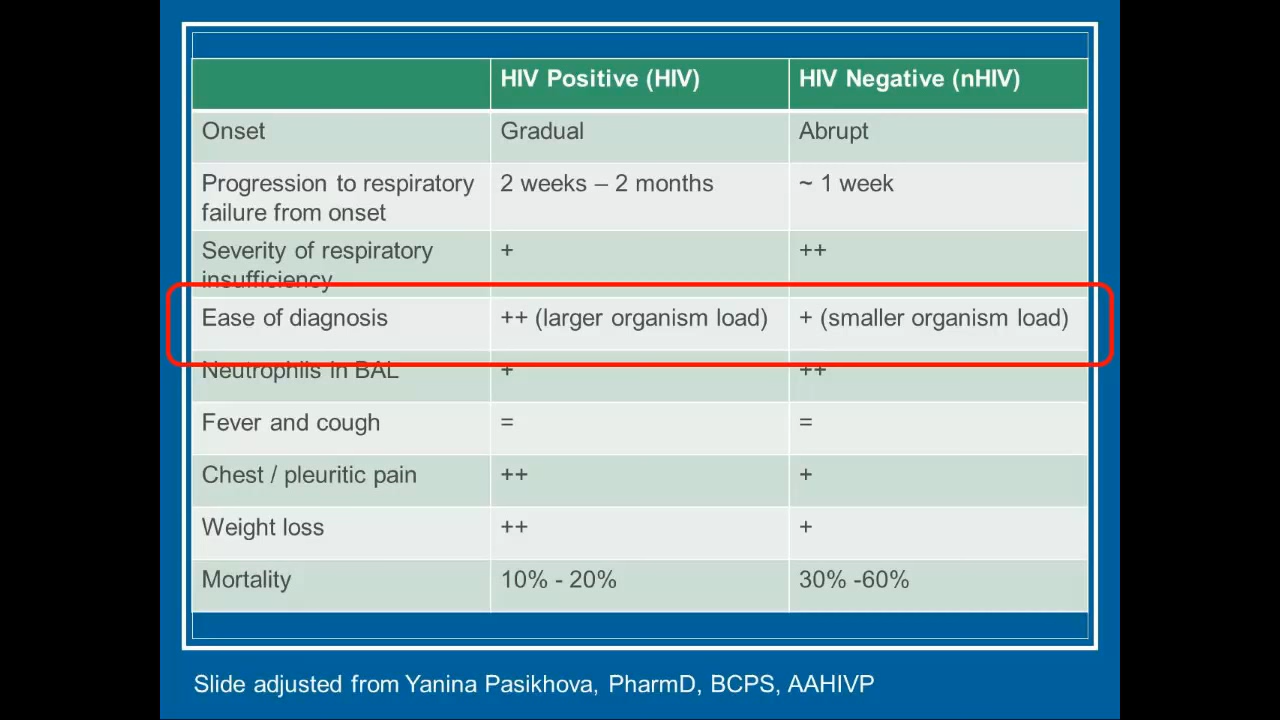 HIV Positive (HIV) HIV Negative (nHIV)
Onset Gradual Abrupt
Progression to respiratory 2 weeks – 2 months ~ 1 week
failure from onset
Severity of respiratory + ++
insufficiency
Ease of diagnosis ++ (larger organism load) + (smaller organism load)
Neutrophils in BAL + ++
Fever and cough = =
Chest / pleuritic pain ++ +
Weight loss ++ +
Mortality 10% - 20% 30% -60%
Slide adjusted from Yanina Pasikhova, PharmD, BCPS, AAHIVP